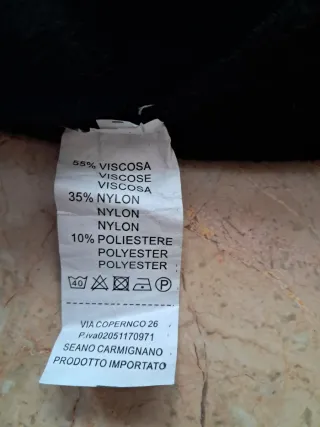 55% VISCOSA
VISCOSE
VISCOSA
35% NYLON
NYLON
NYLON
10% POLIESTERE
POLYESTER
POLYESTER
40 P
VIA COPERNCO 26
P.iva02051170971
SEANO CARMIGNANO
PRODOTTO IMPORTATO